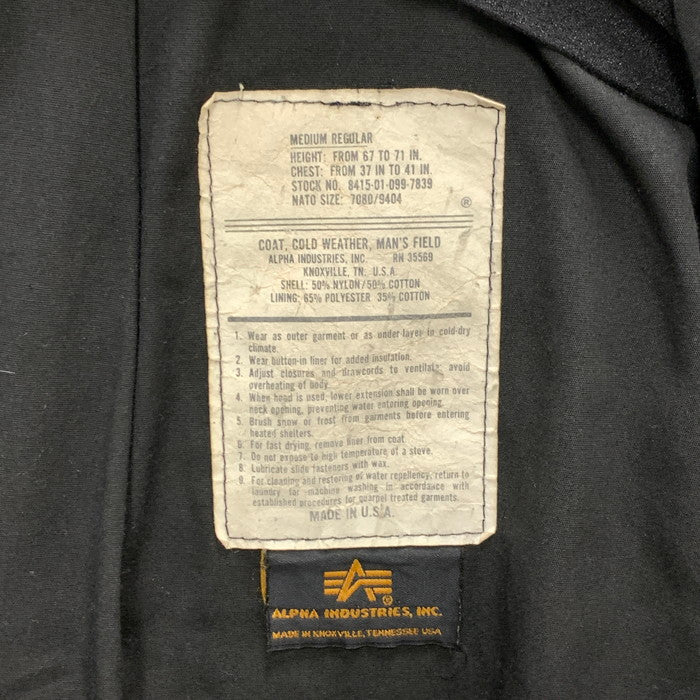 MEDIUM REGULAR
HEIGHT: FROM 67 TO 71 IN.
CHEST: FROM 37 IN TO 41 IN.
STOCK NO. 8415-01-099-7839
NATO SIZE: 7080/9404
®
COAT, COLD WEATHER, MAN'S FIELD
ALPHA INDUSTRIES, INC. RN 35569
KNOXVILLE, TN. U.S.A.
SHELL: 50% NYLON/50% COTTON
LINING: 65% POLYESTER 35% COTTON
1. Wear as outer garment or as under-layer in cold-dry
climate.
2. Wear button-in liner for added insulation.
3. Adjust closures and drawcords to ventilate; avoid
overheating of body.
4. When hood is used, lower extension shall be worn over
neck opening, preventing water entering opening.
5. Brush snow or frost from garments before entering
heated shelters.
6. For fast drying, remove liner from coat.
7. Do not expose to high temperature of a stove.
8. Lubricate slide fasteners with wax.
9. For cleaning and restoring of water repellency, return to
laundry for machine washing in accordance with
established procedures for quarpel treated garments.
MADE IN U.S.A.
®
ALPHA INDUSTRIES, INC.
MADE IN KNOXVILLE, TENNESSEE USA